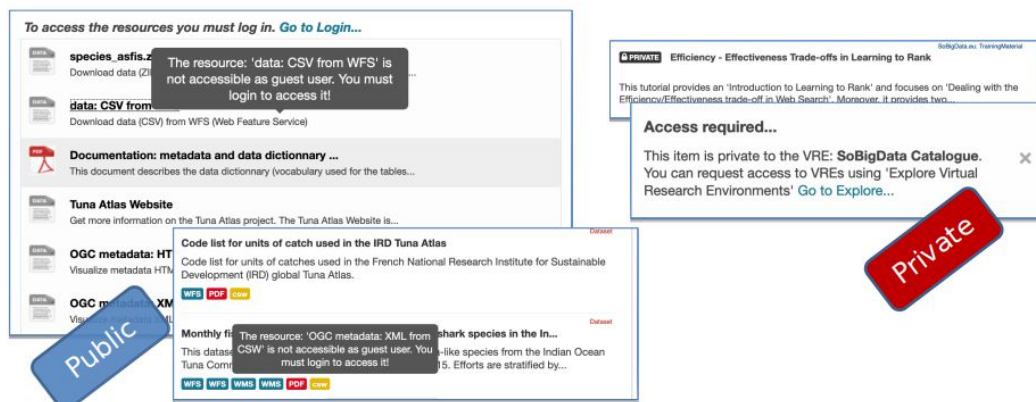 To access the resources you must log in. Go to Login...
DATA
species_asfis.z
Download data (ZI
The resource: 'data: CSV from WFS' is
not accessible as guest user. You must
login to access it!
DATA
data: CSV from
Download data (CSV) from WFS (Web Feature Service)
PDF
Documentation: metadata and data dictionnary ...
This document describes the data dictionary (vocabulary used for the tables...
DATA
Tuna Atlas Website
Get more information on the Tuna Atlas project. The Tuna Atlas Website is...
DATA
OGC metadata: HT
Visualize metadata HTM
DATA
OGC XM
Public
Dataset
Code list for units of catch used in the IRD Tuna Atlas
Code list for units of catches used in the French National Research Institute for Sustainable
Development (IRD) global Tuna Atlas.
WFS PDF csw
Dataset
Monthly fis shark species in the In...
The resource: 'OGC metadata: XML from
CSW' is not accessible as guest user. You
must login to access it!
This datase -like species from the Indian Ocean
Tuna Comm 15. Efforts are stratified by...
WFS WFS WMS WMS PDF csw
SoBigData.eu: TrainingMaterial
PRIVATE Efficiency - Effectiveness Trade-offs in Learning to Rank
This tutorial provides an 'Introduction to Learning to Rank' and focuses on 'Dealing with the
Efficiency/Effectiveness trade-off in Web Search'. Moreover, it provides two...
Access required...
This item is private to the VRE: SoBigData Catalogue.
You can request access to VREs using 'Explore Virtual
Research Environments' Go to Explore...
Private